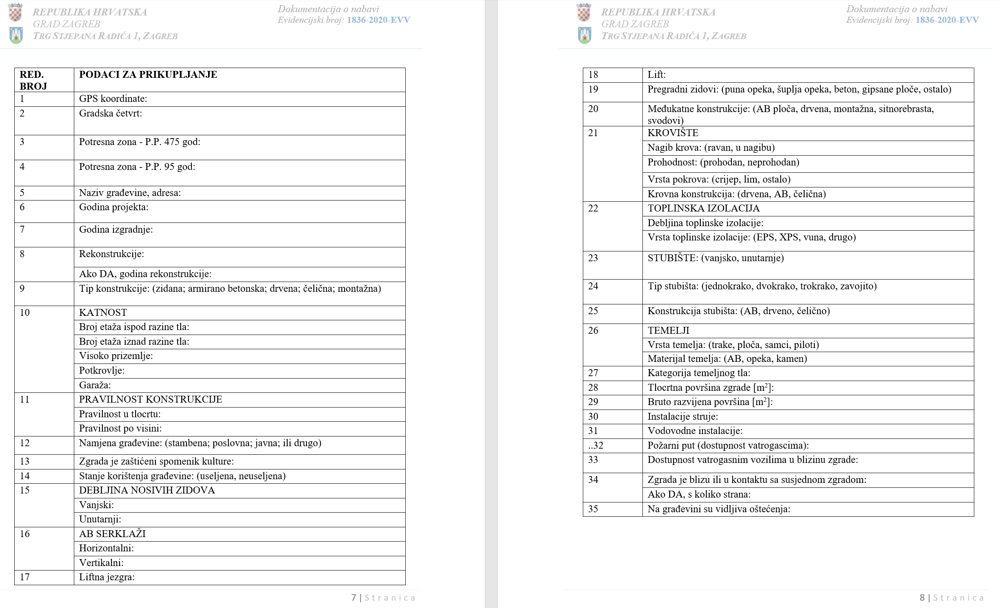 REPUBLIKA HRVATSKA
GRAD ZAGREB
TRG STJEPANA RADIĆA 1, ZAGREB
Dokumentacija o nabavi
Evidencijski broj: 1836-2020-EVV
RED. BROJ PODACI ZA PRIKUPLJANJE
1 GPS koordinate:
2 Gradska četvrt:
3 Potresna zona - P.P. 475 god:
4 Potresna zona - P.P. 95 god:
5 Naziv građevine, adresa:
6 Godina projekta:
7 Godina izgradnje:
8 Rekonstrukcije:
Ako DA, godina rekonstrukcije:
9 Tip konstrukcije: (zidana; armirano betonska; drvena; čelična; montažna)
10 KATNOST
Broj etaža ispod razine tla:
Broj etaža iznad razine tla:
Visoko prizemlje:
Potkrovlje:
Garaža:
11 PRAVILNOST KONSTRUKCIJE
Pravilnost u tlocrtu:
Pravilnost po visini:
12 Namjena građevine: (stambena; poslovna; javna; ili drugo)
13 Zgrada je zaštićeni spomenik kulture:
14 Stanje korištenja građevine: (useljena, neuseljena)
15 DEBLJINA NOSIVIH ZIDOVA
Vanjski:
Unutarnji:
16 AB SERKLAŽI
Horizontalni:
Vertikalni:
17 Liftna jezgra:
7 | Stranica
REPUBLIKA HRVATSKA
GRAD ZAGREB
TRG STJEPANA RADIĆA 1, ZAGREB
Dokumentacija o nabavi
Evidencijski broj: 1836-2020-EVV
18 Lift:
19 Pregradni zidovi: (puna opeka, šuplja opeka, beton, gipsane ploče, ostalo)
20 Međukatne konstrukcije: (AB ploča, drvena, montažna, sitnorebrasta,
svodovi)
21 KROVIŠTE
Nagib krova: (ravan, u nagibu)
Prohodnost: (prohodan, neprohodan)
Vrsta pokrova: (crijep, lim, ostalo)
Krovna konstrukcija: (drvena, AB, čelična)
22 TOPLINSKA IZOLACIJA
Debljina toplinske izolacije:
Vrsta toplinske izolacije: (EPS, XPS, vuna, drugo)
23 STUBIŠTE: (vanjsko, unutarnje)
24 Tip stubišta: (jednokrako, dvokrako, trokrako, zavojito)
25 Konstrukcija stubišta: (AB, drveno, čelično)
26 TEMELJI
Vrsta temelja: (trake, ploča, samci, piloti)
Materijal temelja: (AB, opeka, kamen)
27 Kategorija temeljnog tla:
28 Tlocrtna površina zgrade [m²]:
29 Bruto razvijena površina [m²]:
30 Instalacije struje:
31 Vodovodne instalacije:
..32 Požarni put (dostupnost vatrogascima):
33 Dostupnost vatrogasnim vozilima u blizinu zgrade:
34 Zgrada je blizu ili u kontaktu sa susjednom zgradom:
Ako DA, s koliko strana:
35 Na građevini su vidljiva oštećenja:
8 | Stranica